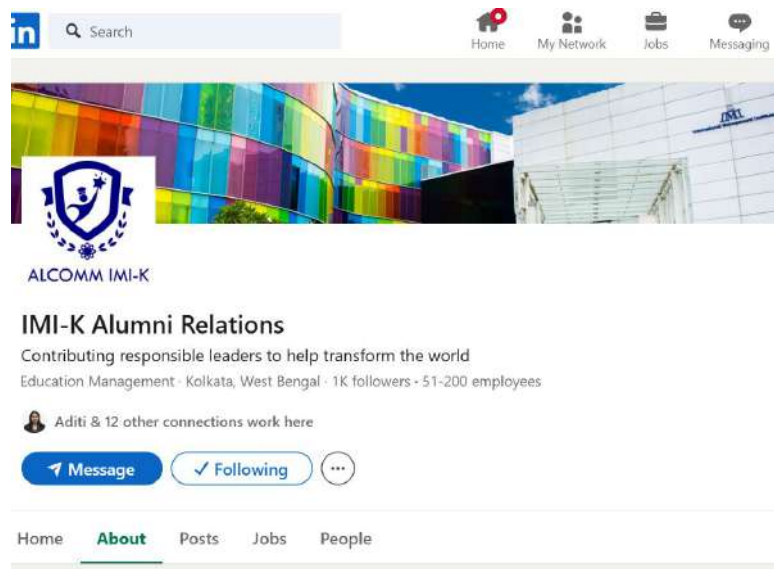 in
Search
Home
My Network
Jobs
Messaging
IMI
ALCOMM IMI-K
IMI-K Alumni Relations
Contributing responsible leaders to help transform the world
Education Management · Kolkata, West Bengal · 1K followers · 51-200 employees
Aditi & 12 other connections work here
Message
Following
Home
About
Posts
Jobs
People